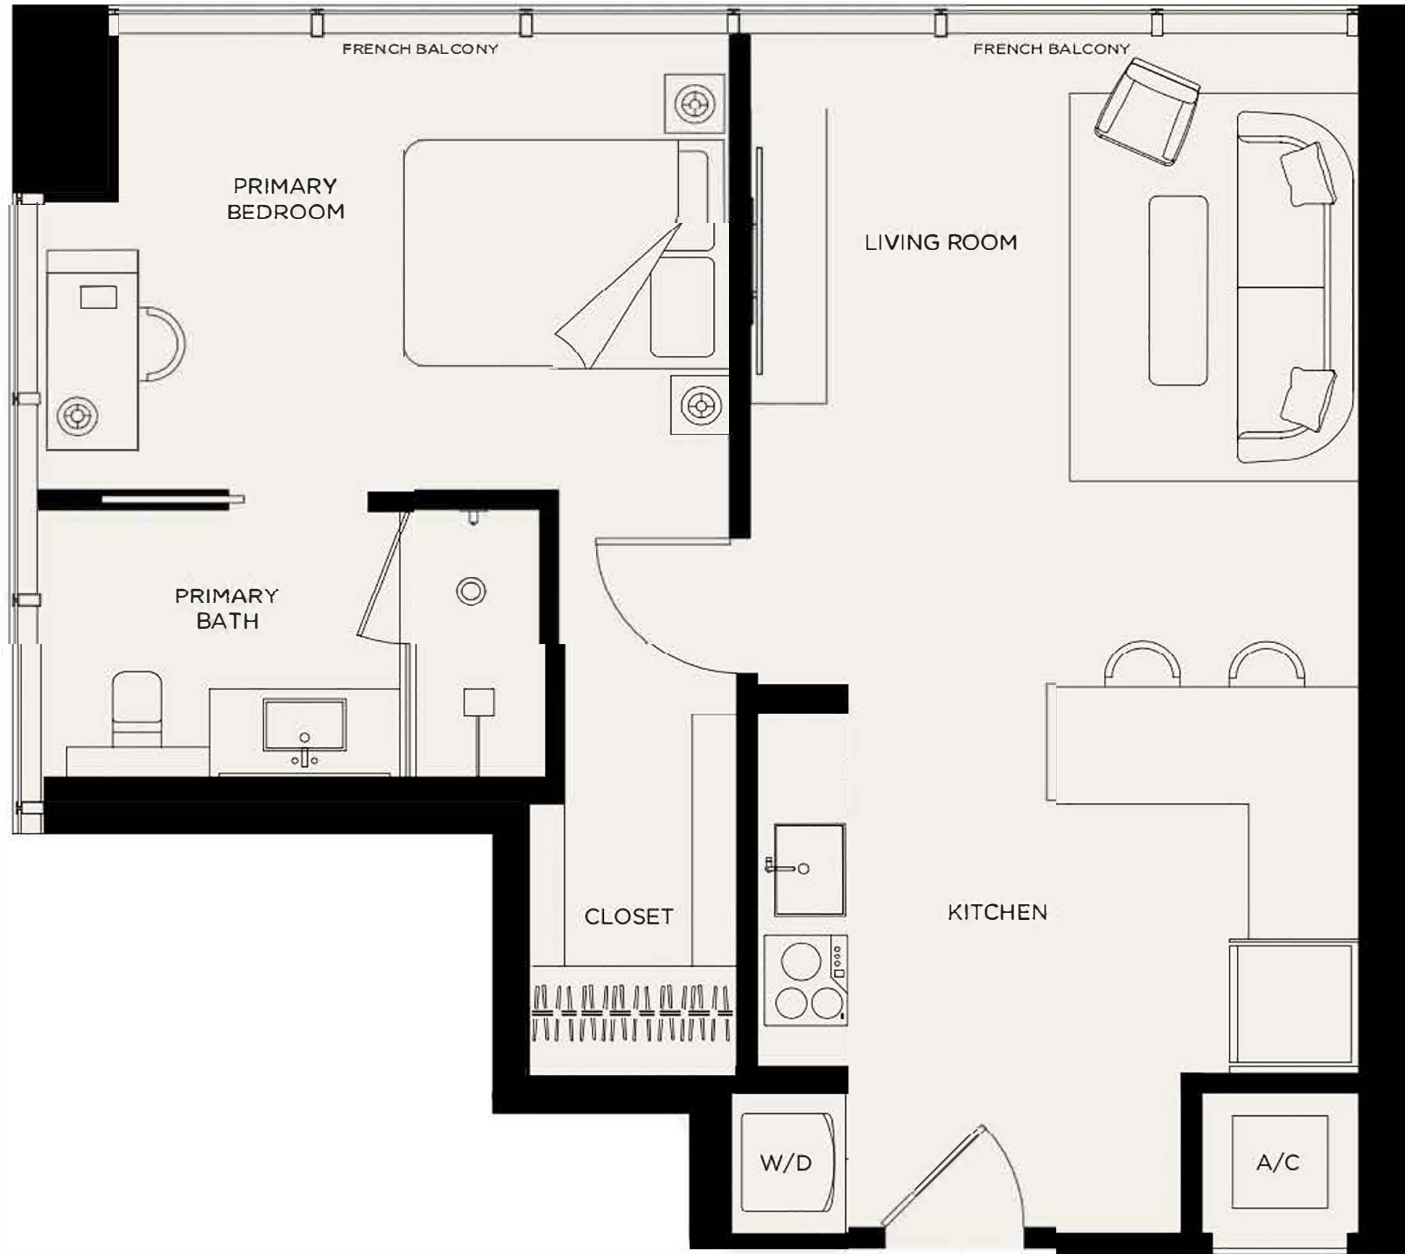 FRENCH BALCONY
FRENCH BALCONY
PRIMARY
BEDROOM
LIVING ROOM
PRIMARY
BATH
CLOSET
KITCHEN
W/D
A/C